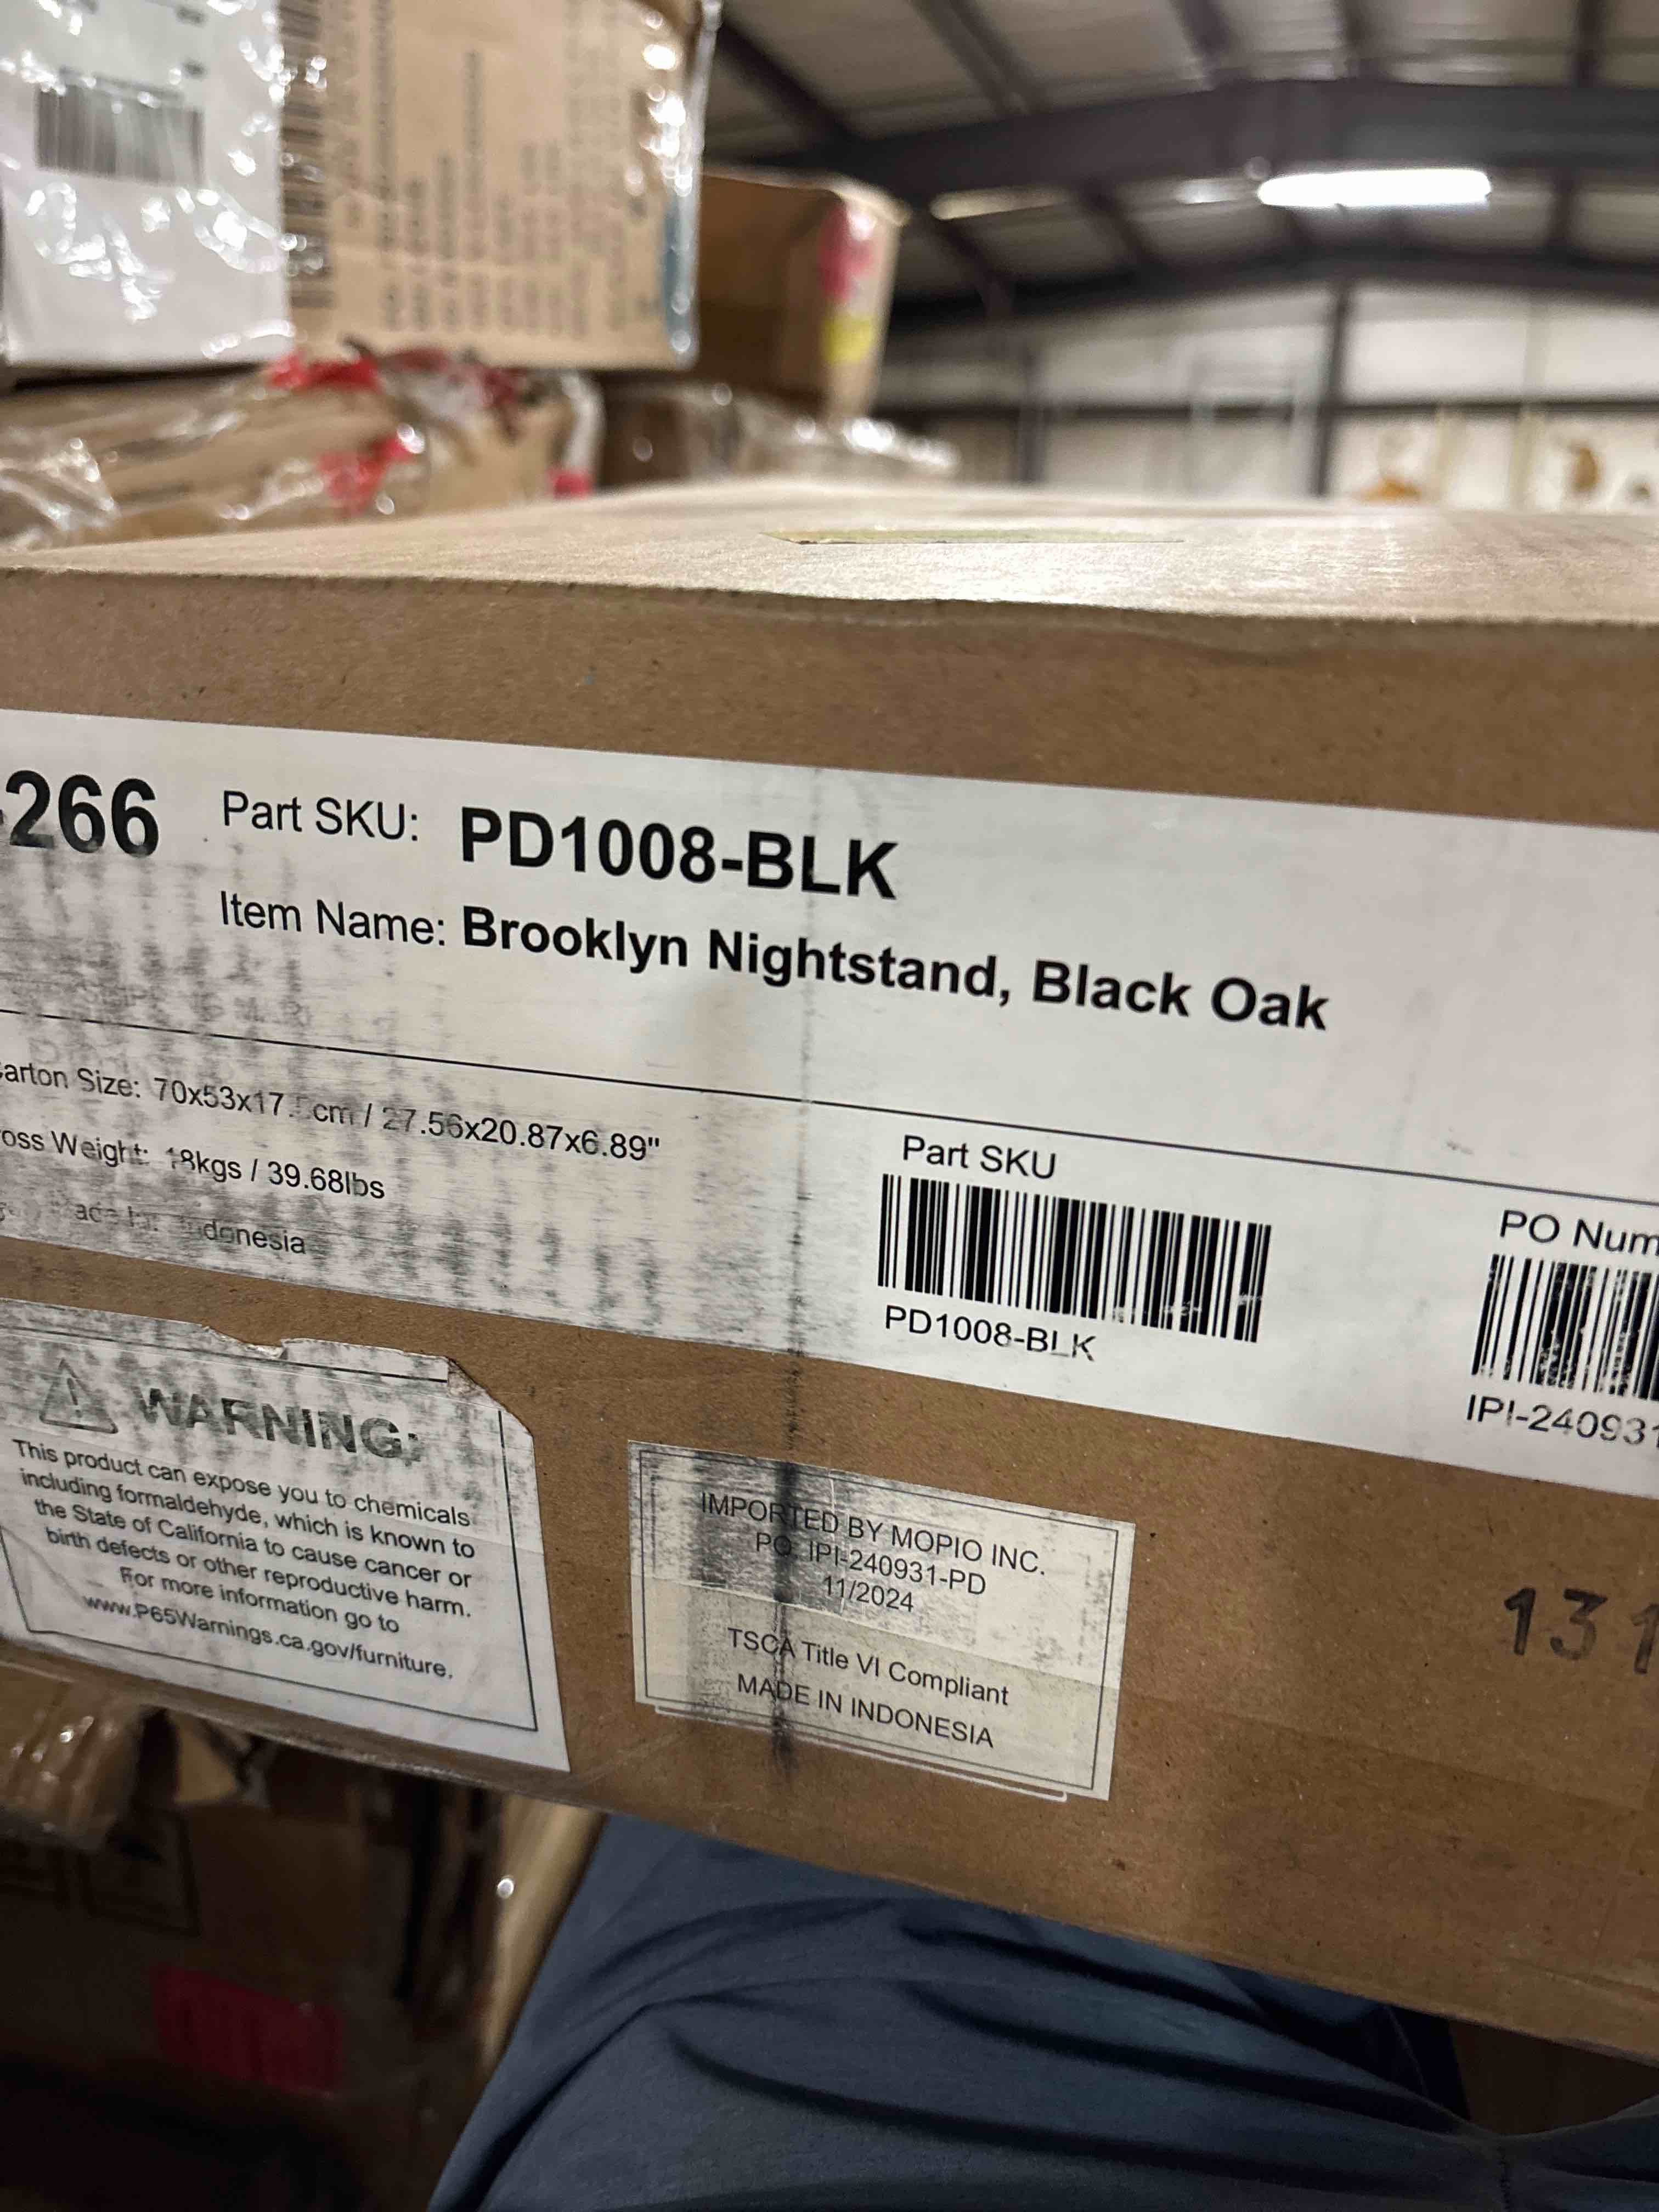 266
Part SKU: PD1008-BLK
Item Name: Brooklyn Nightstand, Black Oak
arton Size: 70x53x17. cm / 27.56x20.87x6.89"
oss Weight: 18kgs / 39.68lbs
Indonesia
Part SKU
PD1008-BLK
PO Num
IPI-240931
WARNING:
This product can expose you to chemicals
including formaldehyde, which is known to
the State of California to cause cancer or
birth defects or other reproductive harm.
For more information go to
www.P65Warnings.ca.gov/furniture.
IMPORTED BY MOPIO INC.
PO IPI-240931-PD
11/2024
TSCA Title VI Compliant
MADE IN INDONESIA
131